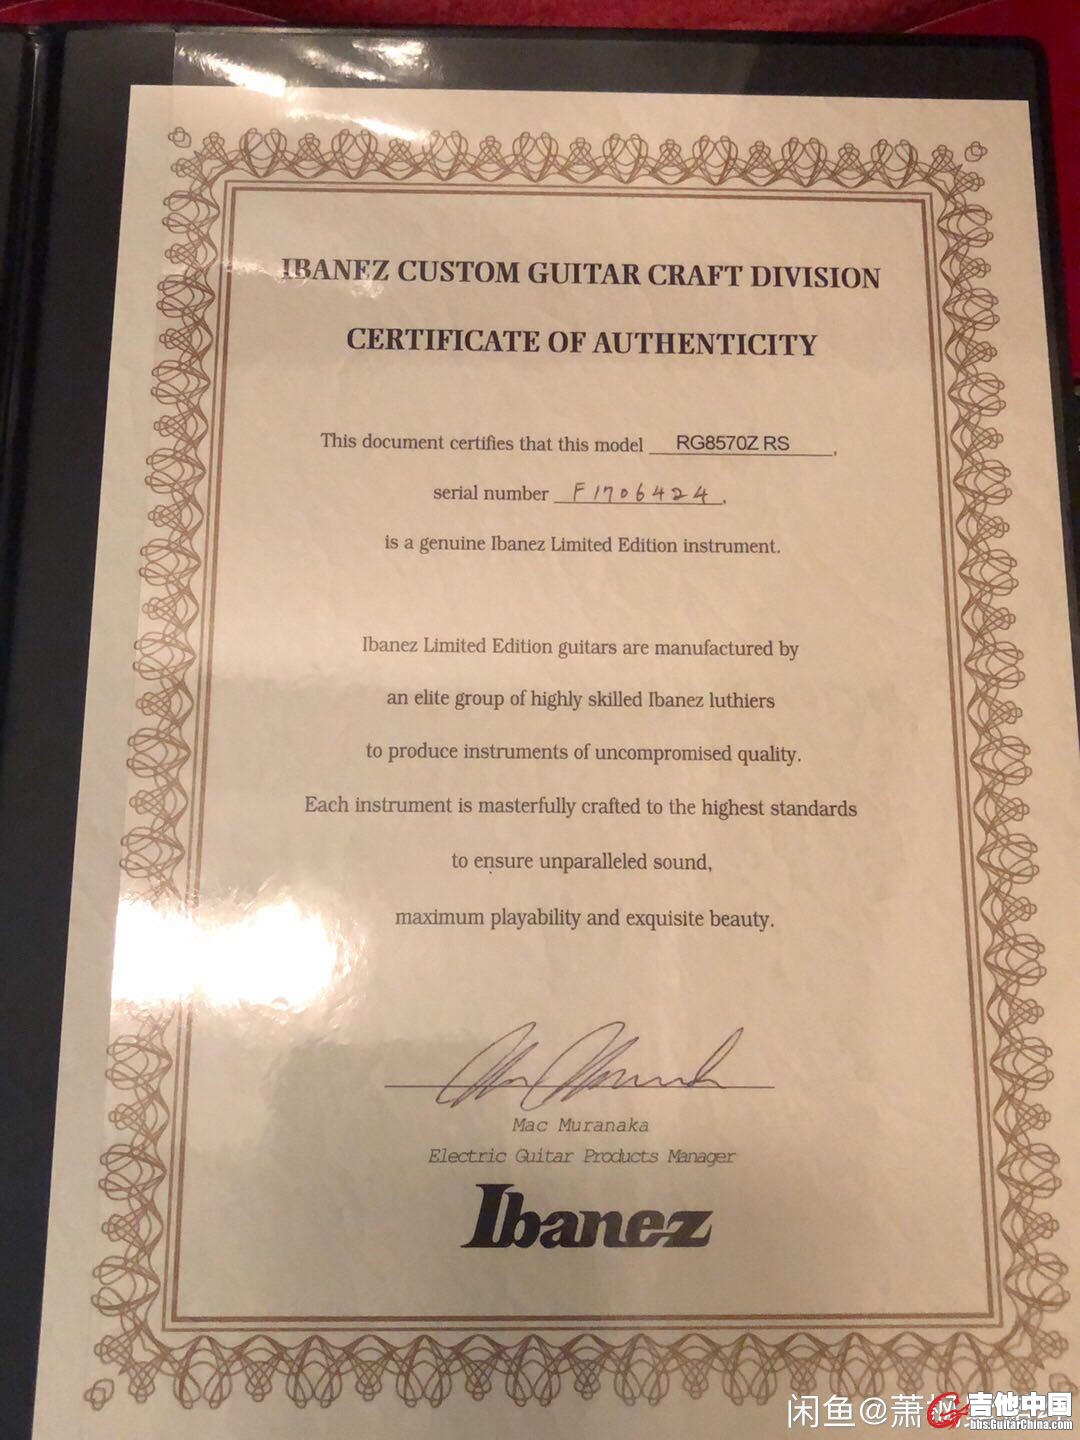 IBANEZ CUSTOM GUITAR CRAFT DIVISION
CERTIFICATE OF AUTHENTICITY
This document certifies that this model RG8570Z RS,
serial number F1706424,
is a genuine Ibanez Limited Edition instrument.
Ibanez Limited Edition guitars are manufactured by
an elite group of highly skilled Ibanez luthiers
to produce instruments of uncompromised quality.
Each instrument is masterfully crafted to the highest standards
to ensure unparalleled sound,
maximum playability and exquisite beauty.
Mac Muranaka
Electric Guitar Products Manager
Ibanez
闲鱼@萧
吉他中国
bbs.GuitarChina.com